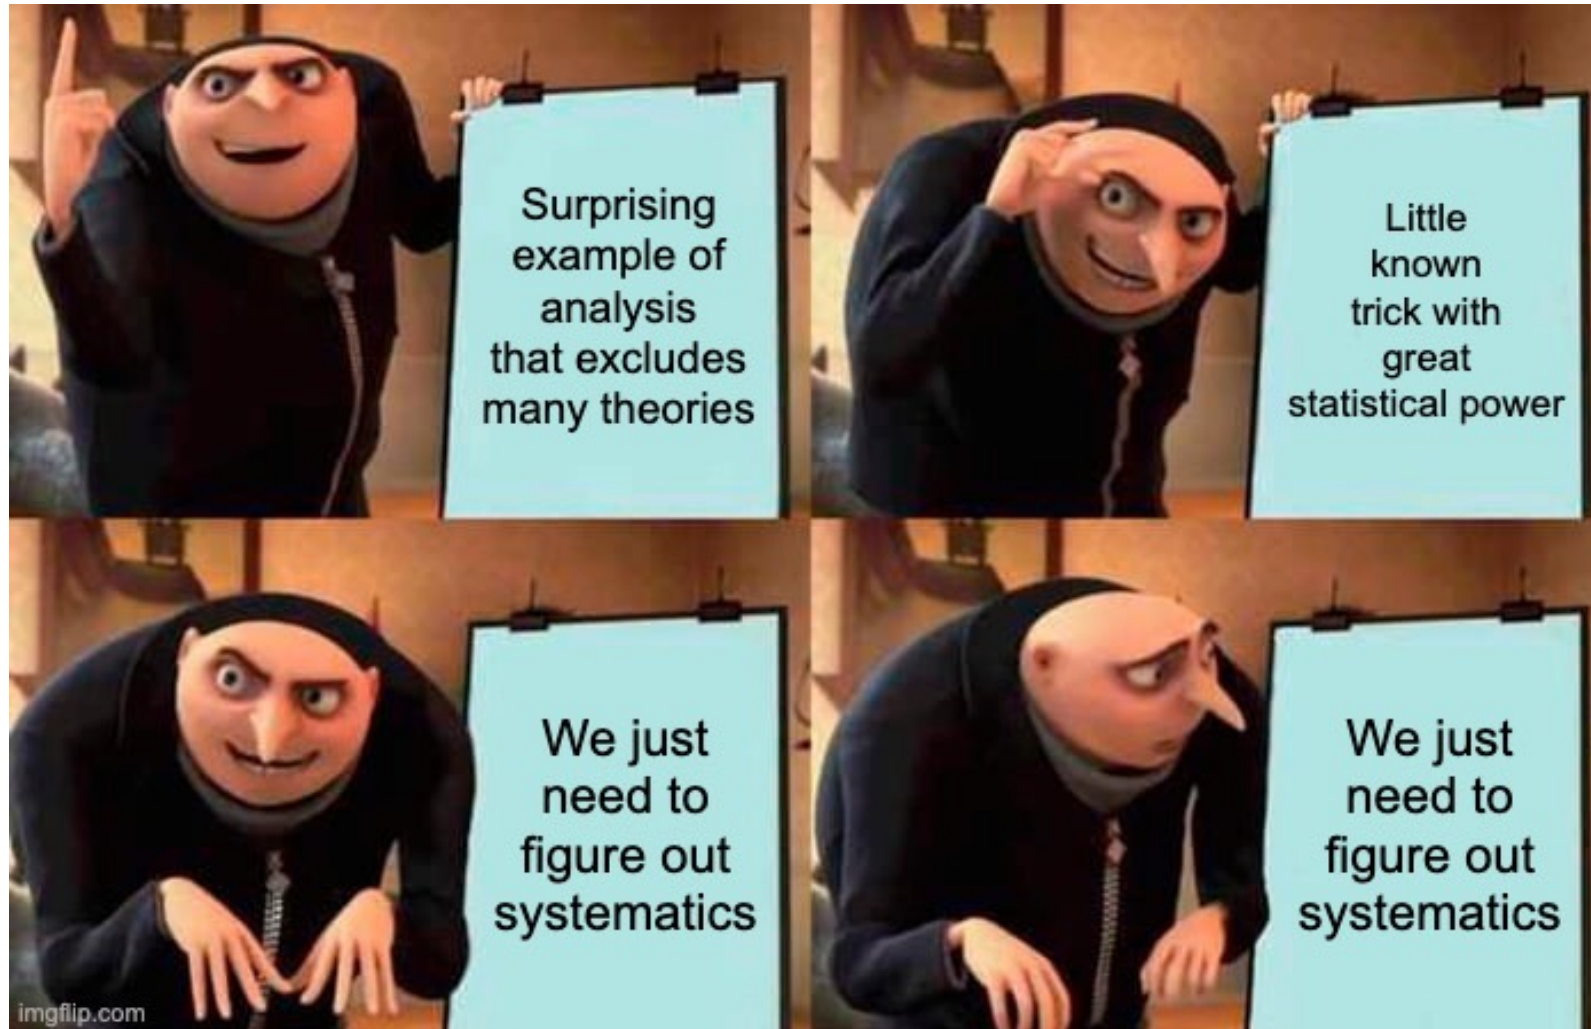 Surprising
example of
analysis
that excludes
many theories
Little
known
trick with
great
statistical power
We just
need to
figure out
systematics
We just
need to
figure out
systematics
imgflip.com